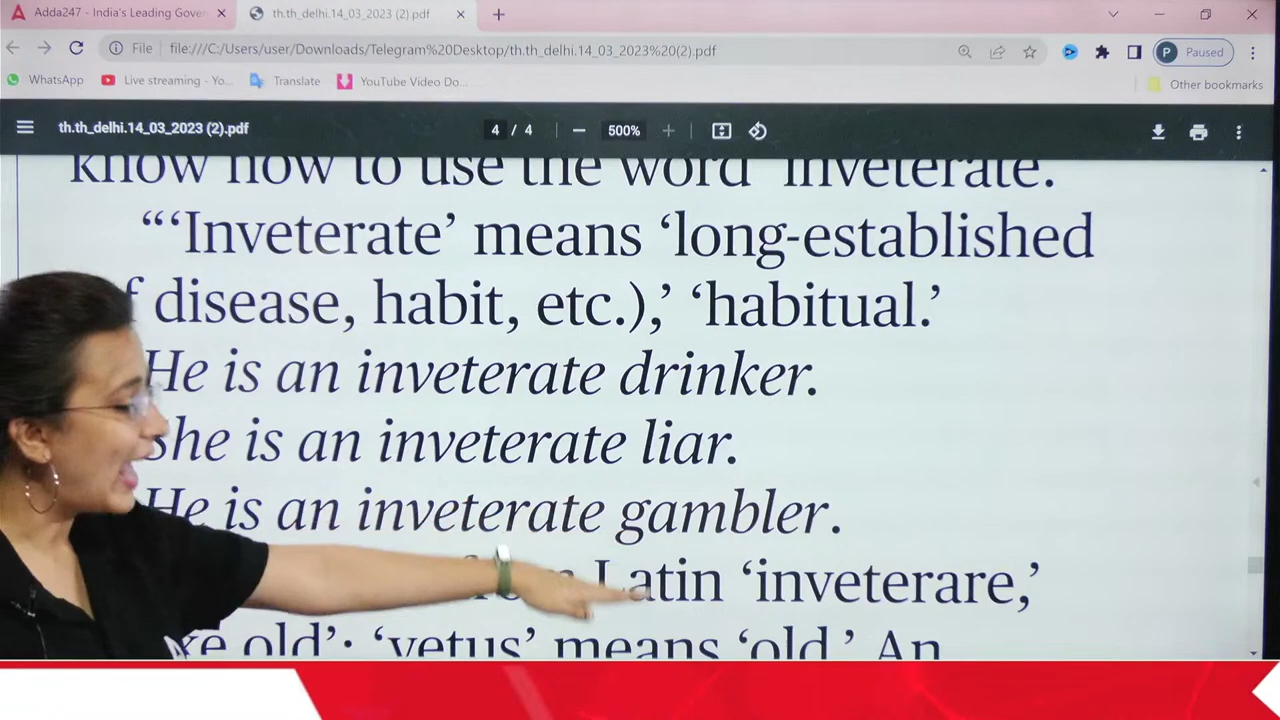 Adda247 - India's Leading Gover
th.th_delhi.14_03_2023 (2).pdf
File
file:///C:/Users/user/Downloads/Telegram%20Desktop/th.th_delhi.14_03_2023%20(2).pdf
P Paused
WhatsApp
Live streaming - Yo...
Translate
YouTube Video Do...
Other bookmarks
th.th_delhi.14_03_2023 (2).pdf
4 / 4
500%
know how to use the word 'inveterate.'
“‘Inveterate’ means ‘long-established
disease, habit, etc.),’ ‘habitual.’
He is an inveterate drinker.
She is an inveterate liar.
He is an inveterate gambler.
Latin ‘inveterare,’
old’; ‘vetus’ means ‘old.’ An